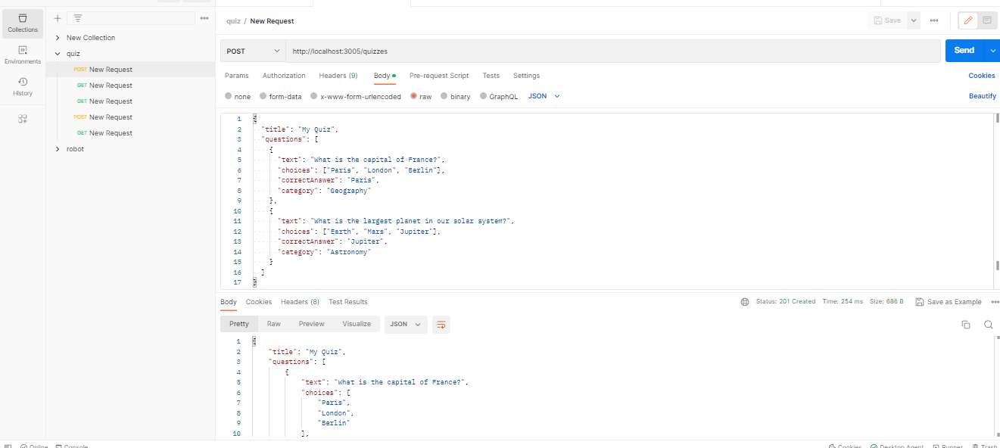 Collections
Environments
History
New Collection
quiz
POST New Request
GET New Request
GET New Request
POST New Request
GET New Request
robot
quiz / New Request
Save
POST http://localhost:3005/quizzes Send
Params Authorization Headers (9) Body Pre-request Script Tests Settings Cookies
none form-data x-www-form-urlencoded raw binary GraphQL JSON Beautify
1 {
2 "title": "My Quiz",
3 "questions": [
4 {
5 "text": "What is the capital of France?",
6 "choices": ["Paris", "London", "Berlin"],
7 "correctAnswer": "Paris",
8 "category": "Geography"
9 },
10 {
11 "text": "What is the largest planet in our solar system?",
12 "choices": ["Earth", "Mars", "Jupiter"],
13 "correctAnswer": "Jupiter",
14 "category": "Astronomy"
15 }
16 ]
17 }
Body Cookies Headers (8) Test Results Status: 201 Created Time: 254 ms Size: 686 B Save as Example
Pretty Raw Preview Visualize JSON
1 {
2 "title": "My Quiz",
3 "questions": [
4 {
5 "text": "What is the capital of France?",
6 "choices": [
7 "Paris",
8 "London",
9 "Berlin"
10 ],
Online Console Cookies Desktop Agent Runner Trash